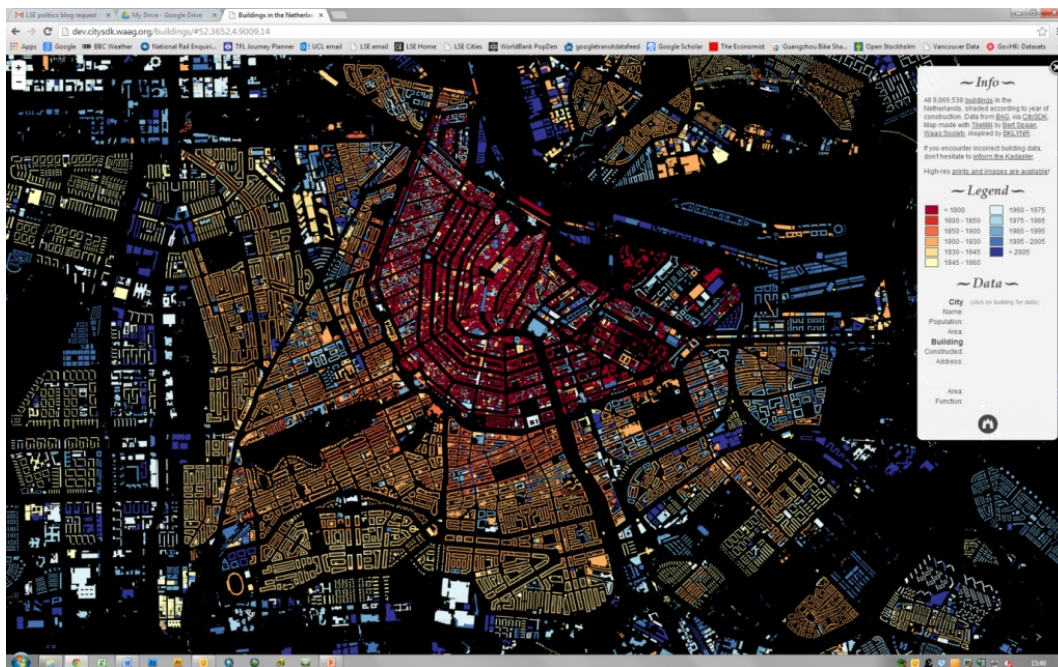 LSE politics blog request
My Drive - Google Drive
Buildings in the Netherlan
dev.citysdk.waag.org/buildings/#52.3652,4.9009,14
Apps Google BBC Weather National Rail Enquiri... TFL Journey Planner UCL email LSE email LSE Home LSE Cities WorldBank PopDen googletransitdatafeed Google Scholar The Economist Guangzhou Bike Sha... Open Stockholm Vancouver Data GovHK: Datasets
+
-
Info
All 9,866,539 buildings in the
Netherlands, shaded according to year of
construction. Data from BAG, via CitySDK.
Map made with TileMill by Bert Spaan,
Waag Society, inspired by BKLYNR.
If you encounter incorrect building data,
don't hesitate to inform the Kadaster.
High-res prints and images are available!
Legend
< 1800
1800 - 1850
1850 - 1900
1900 - 1930
1930 - 1945
1945 - 1960
1960 - 1975
1975 - 1985
1985 - 1995
1995 - 2005
> 2005
Data
City (click on building for data)
Name:
Population:
Area:
Building
Constructed:
Address:
Area:
Function:
15:46